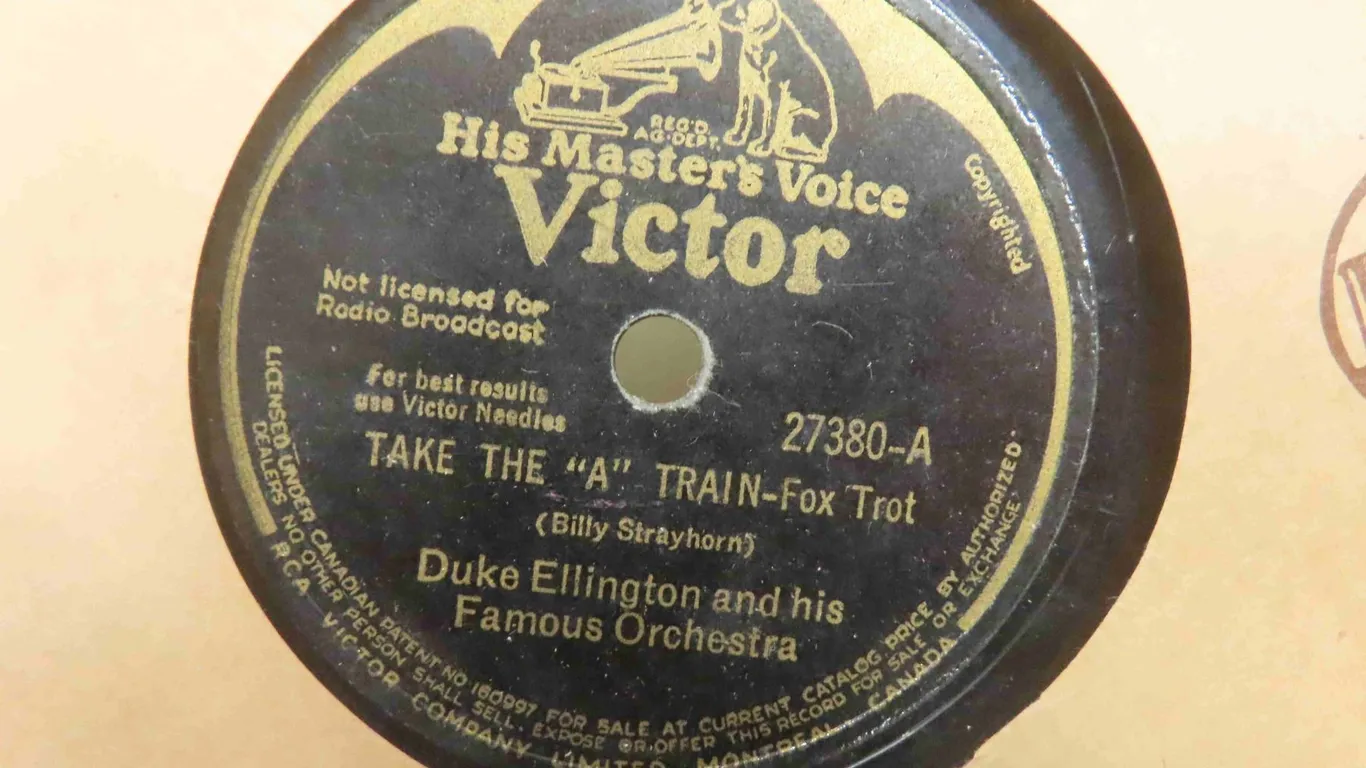 REG'D.
AG·DEPT.
His Master's Voice
Victor
Copyrighted
Not licensed for
Radio Broadcast
For best results
use Victor Needles
27380-A
TAKE THE “A” TRAIN-Fox Trot
(Billy Strayhorn)
Duke Ellington and his
Famous Orchestra
LICENSED UNDER CANADIAN PATENT NO 180997 FOR SALE AT CURRENT CATALOG PRICE BY AUTHORIZED
DEALERS NO OTHER PERSON SHALL SELL, EXPOSE OR OFFER THIS RECORD FOR SALE OR EXCHANGE
RCA VICTOR COMPANY LIMITED MONTREAL CANADA